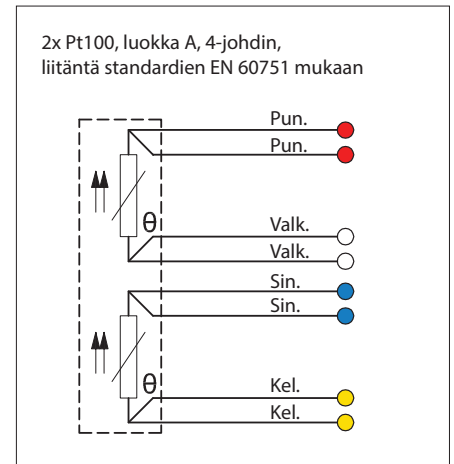 2x Pt100, luokka A, 4-johdin,
liitäntä standardien EN 60751 mukaan
Pun.
Pun.
θ
Valk.
Valk.
Sin.
Sin.
θ
Kel.
Kel.